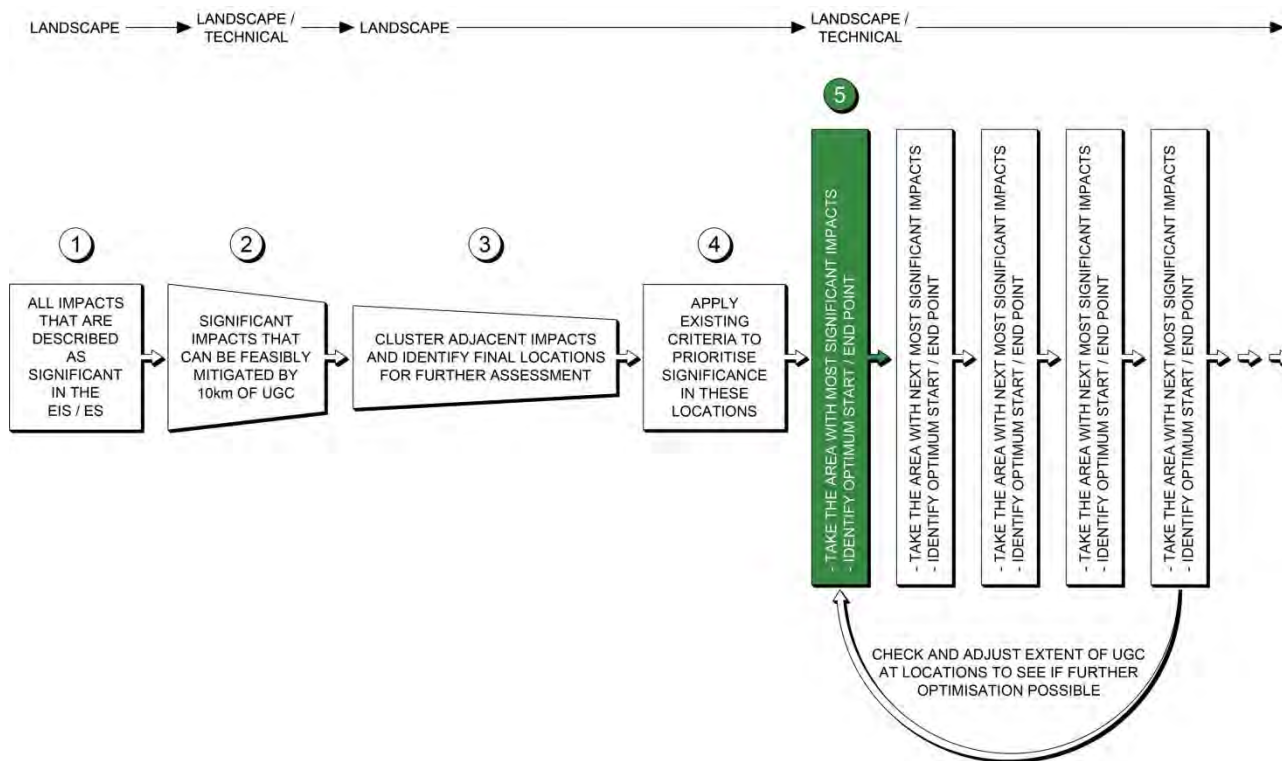 LANDSCAPE
LANDSCAPE /
TECHNICAL
LANDSCAPE
LANDSCAPE /
TECHNICAL
1
ALL IMPACTS
THAT ARE
DESCRIBED
AS
SIGNIFICANT
IN THE
EIS / ES
2
SIGNIFICANT
IMPACTS THAT
CAN BE FEASIBLY
MITIGATED BY
10km OF UGC
3
CLUSTER ADJACENT IMPACTS
AND IDENTIFY FINAL LOCATIONS
FOR FURTHER ASSESSMENT
4
APPLY
EXISTING
CRITERIA TO
PRIORITISE
SIGNIFICANCE
IN THESE
LOCATIONS
5
- TAKE THE AREA WITH MOST SIGNIFICANT IMPACTS
- IDENTIFY OPTIMUM START / END POINT
- TAKE THE AREA WITH NEXT MOST SIGNIFICANT IMPACTS
- IDENTIFY OPTIMUM START / END POINT
- TAKE THE AREA WITH NEXT MOST SIGNIFICANT IMPACTS
- IDENTIFY OPTIMUM START / END POINT
- TAKE THE AREA WITH NEXT MOST SIGNIFICANT IMPACTS
- IDENTIFY OPTIMUM START / END POINT
- TAKE THE AREA WITH NEXT MOST SIGNIFICANT IMPACTS
- IDENTIFY OPTIMUM START / END POINT
CHECK AND ADJUST EXTENT OF UGC
AT LOCATIONS TO SEE IF FURTHER
OPTIMISATION POSSIBLE